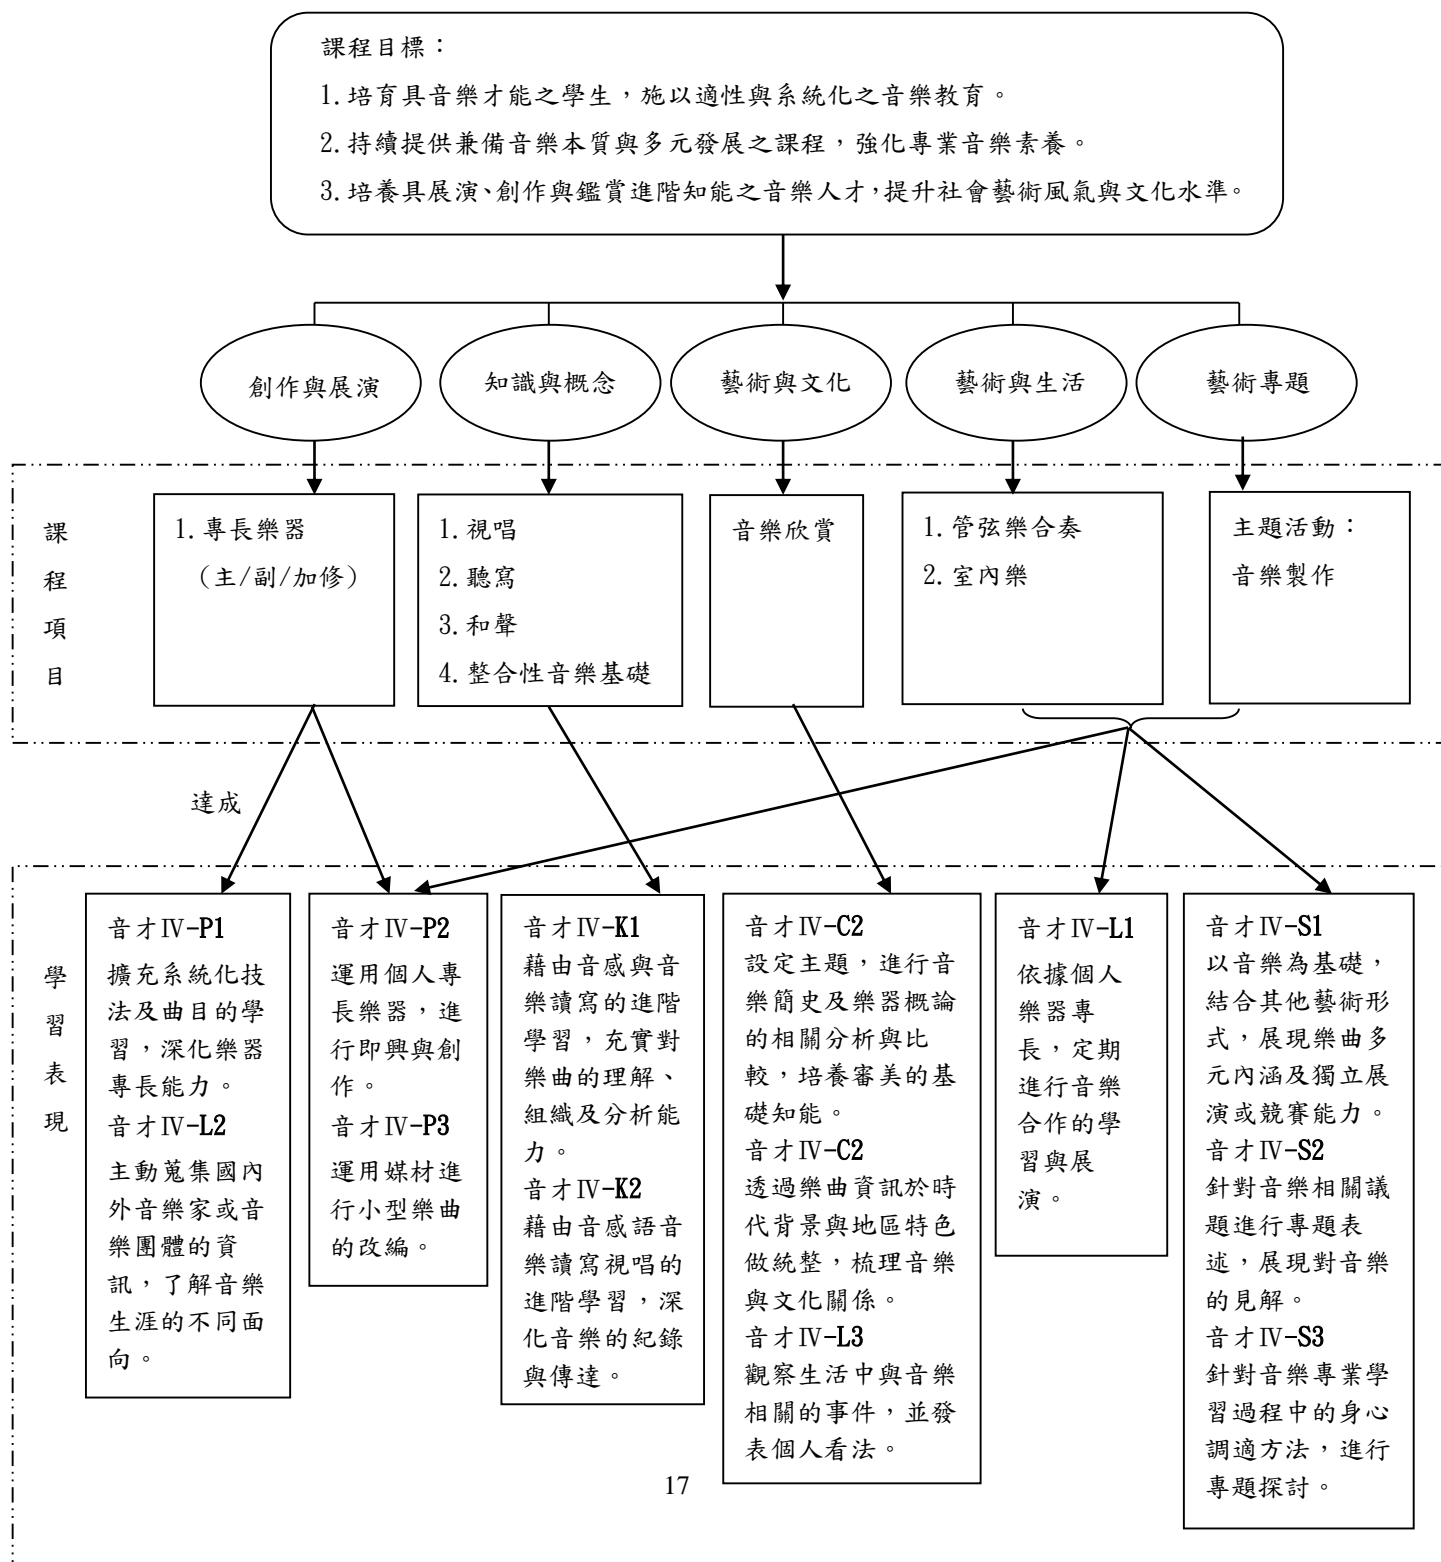 課程目標：
1.培育具音樂才能之學生，施以適性與系統化之音樂教育。
2.持續提供兼備音樂本質與多元發展之課程，強化專業音樂素養。
3.培養具展演、創作與鑑賞進階知能之音樂人才，提升社會藝術風氣與文化水準。
創作與展演
知識與概念
藝術與文化
藝術與生活
藝術專題
課
程
項
目
1.專長樂器
（主/副/加修）
1.視唱
2.聽寫
3.和聲
4.整合性音樂基礎
音樂欣賞
1.管弦樂合奏
2.室內樂
主題活動：
音樂製作
達成
學
習
表
現
音才Ⅳ-P1
擴充系統化技
法及曲目的學
習，深化樂器
專長能力。
音才Ⅳ-L2
主動蒐集國內
外音樂家或音
樂團體的資
訊，了解音樂
生涯的不同面
向。
音才Ⅳ-P2
運用個人專
長樂器，進
行即興與創
作。
音才Ⅳ-P3
運用媒材進
行小型樂曲
的改編。
音才Ⅳ-K1
藉由音感與音
樂讀寫的進階
學習，充實對
樂曲的理解、
組織及分析能
力。
音才Ⅳ-K2
藉由音感語音
樂讀寫視唱的
進階學習，深
化音樂的紀錄
與傳達。
音才Ⅳ-C2
設定主題，進行音
樂簡史及樂器概論
的相關分析與比
較，培養審美的基
礎知能。
音才Ⅳ-C2
透過樂曲資訊於時
代背景與地區特色
做統整，梳理音樂
與文化關係。
音才Ⅳ-L3
觀察生活中與音樂
相關的事件，並發
表個人看法。
音才Ⅳ-L1
依據個人
樂器專
長，定期
進行音樂
合作的學
習與展
演。
音才Ⅳ-S1
以音樂為基礎，
結合其他藝術形
式，展現樂曲多
元內涵及獨立展
演或競賽能力。
音才Ⅳ-S2
針對音樂相關議
題進行專題表
述，展現對音樂
的見解。
音才Ⅳ-S3
針對音樂專業學
習過程中的身心
調適方法，進行
專題探討。
17